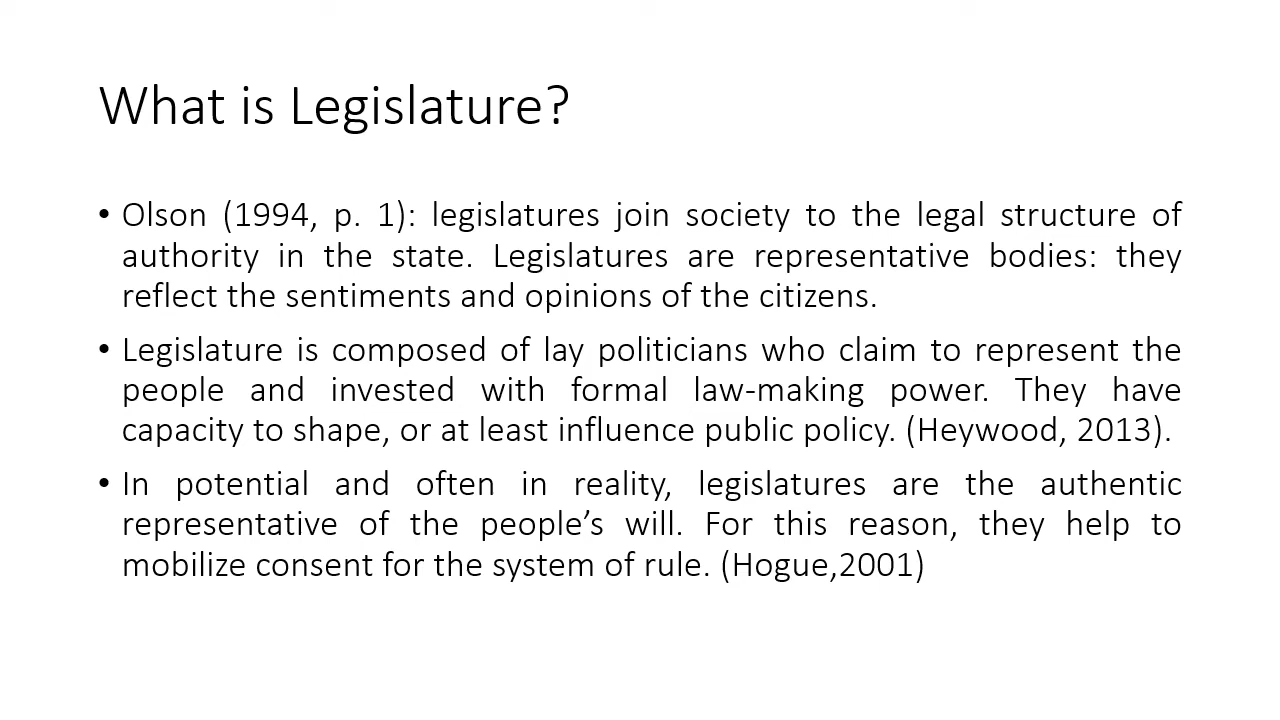 What is Legislature?
• Olson (1994, p. 1): legislatures join society to the legal structure of
authority in the state. Legislatures are representative bodies: they
reflect the sentiments and opinions of the citizens.
• Legislature is composed of lay politicians who claim to represent the
people and invested with formal law-making power. They have
capacity to shape, or at least influence public policy. (Heywood, 2013).
• In potential and often in reality, legislatures are the authentic
representative of the people’s will. For this reason, they help to
mobilize consent for the system of rule. (Hogue,2001)